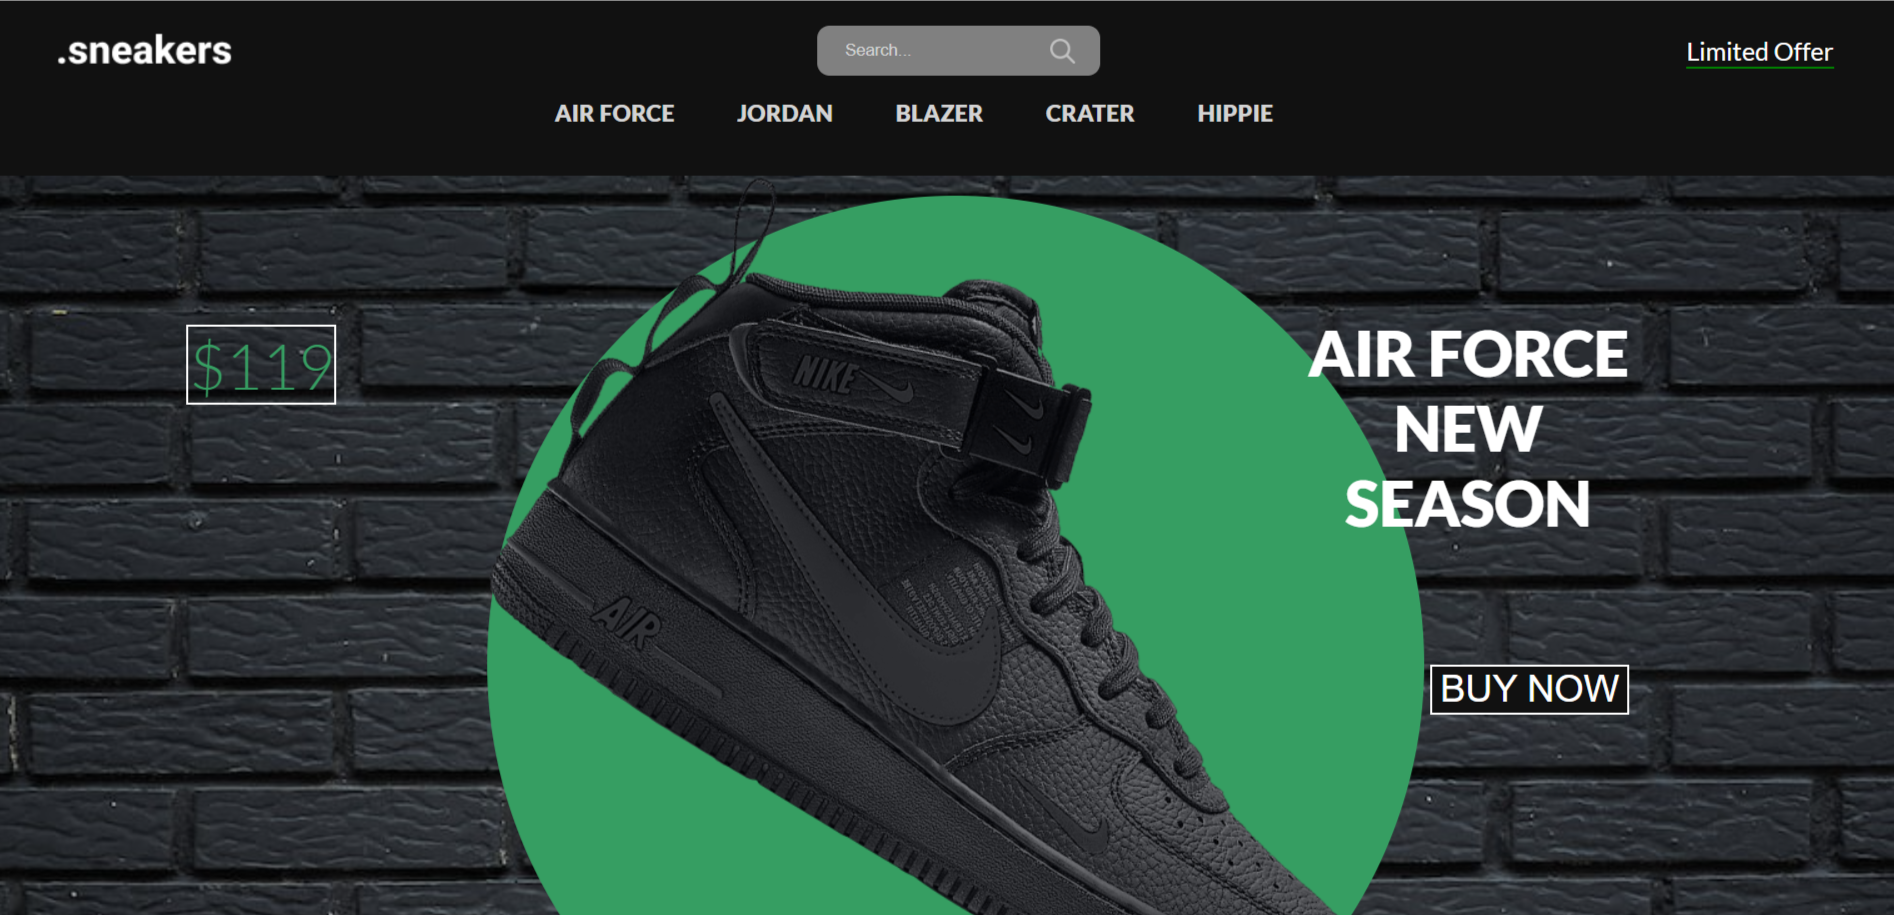 .sneakers
Search...
Limited Offer
AIR FORCE
JORDAN
BLAZER
CRATER
HIPPIE
$119
AIR FORCE
NEW
SEASON
BUY NOW
NIKE
AIR